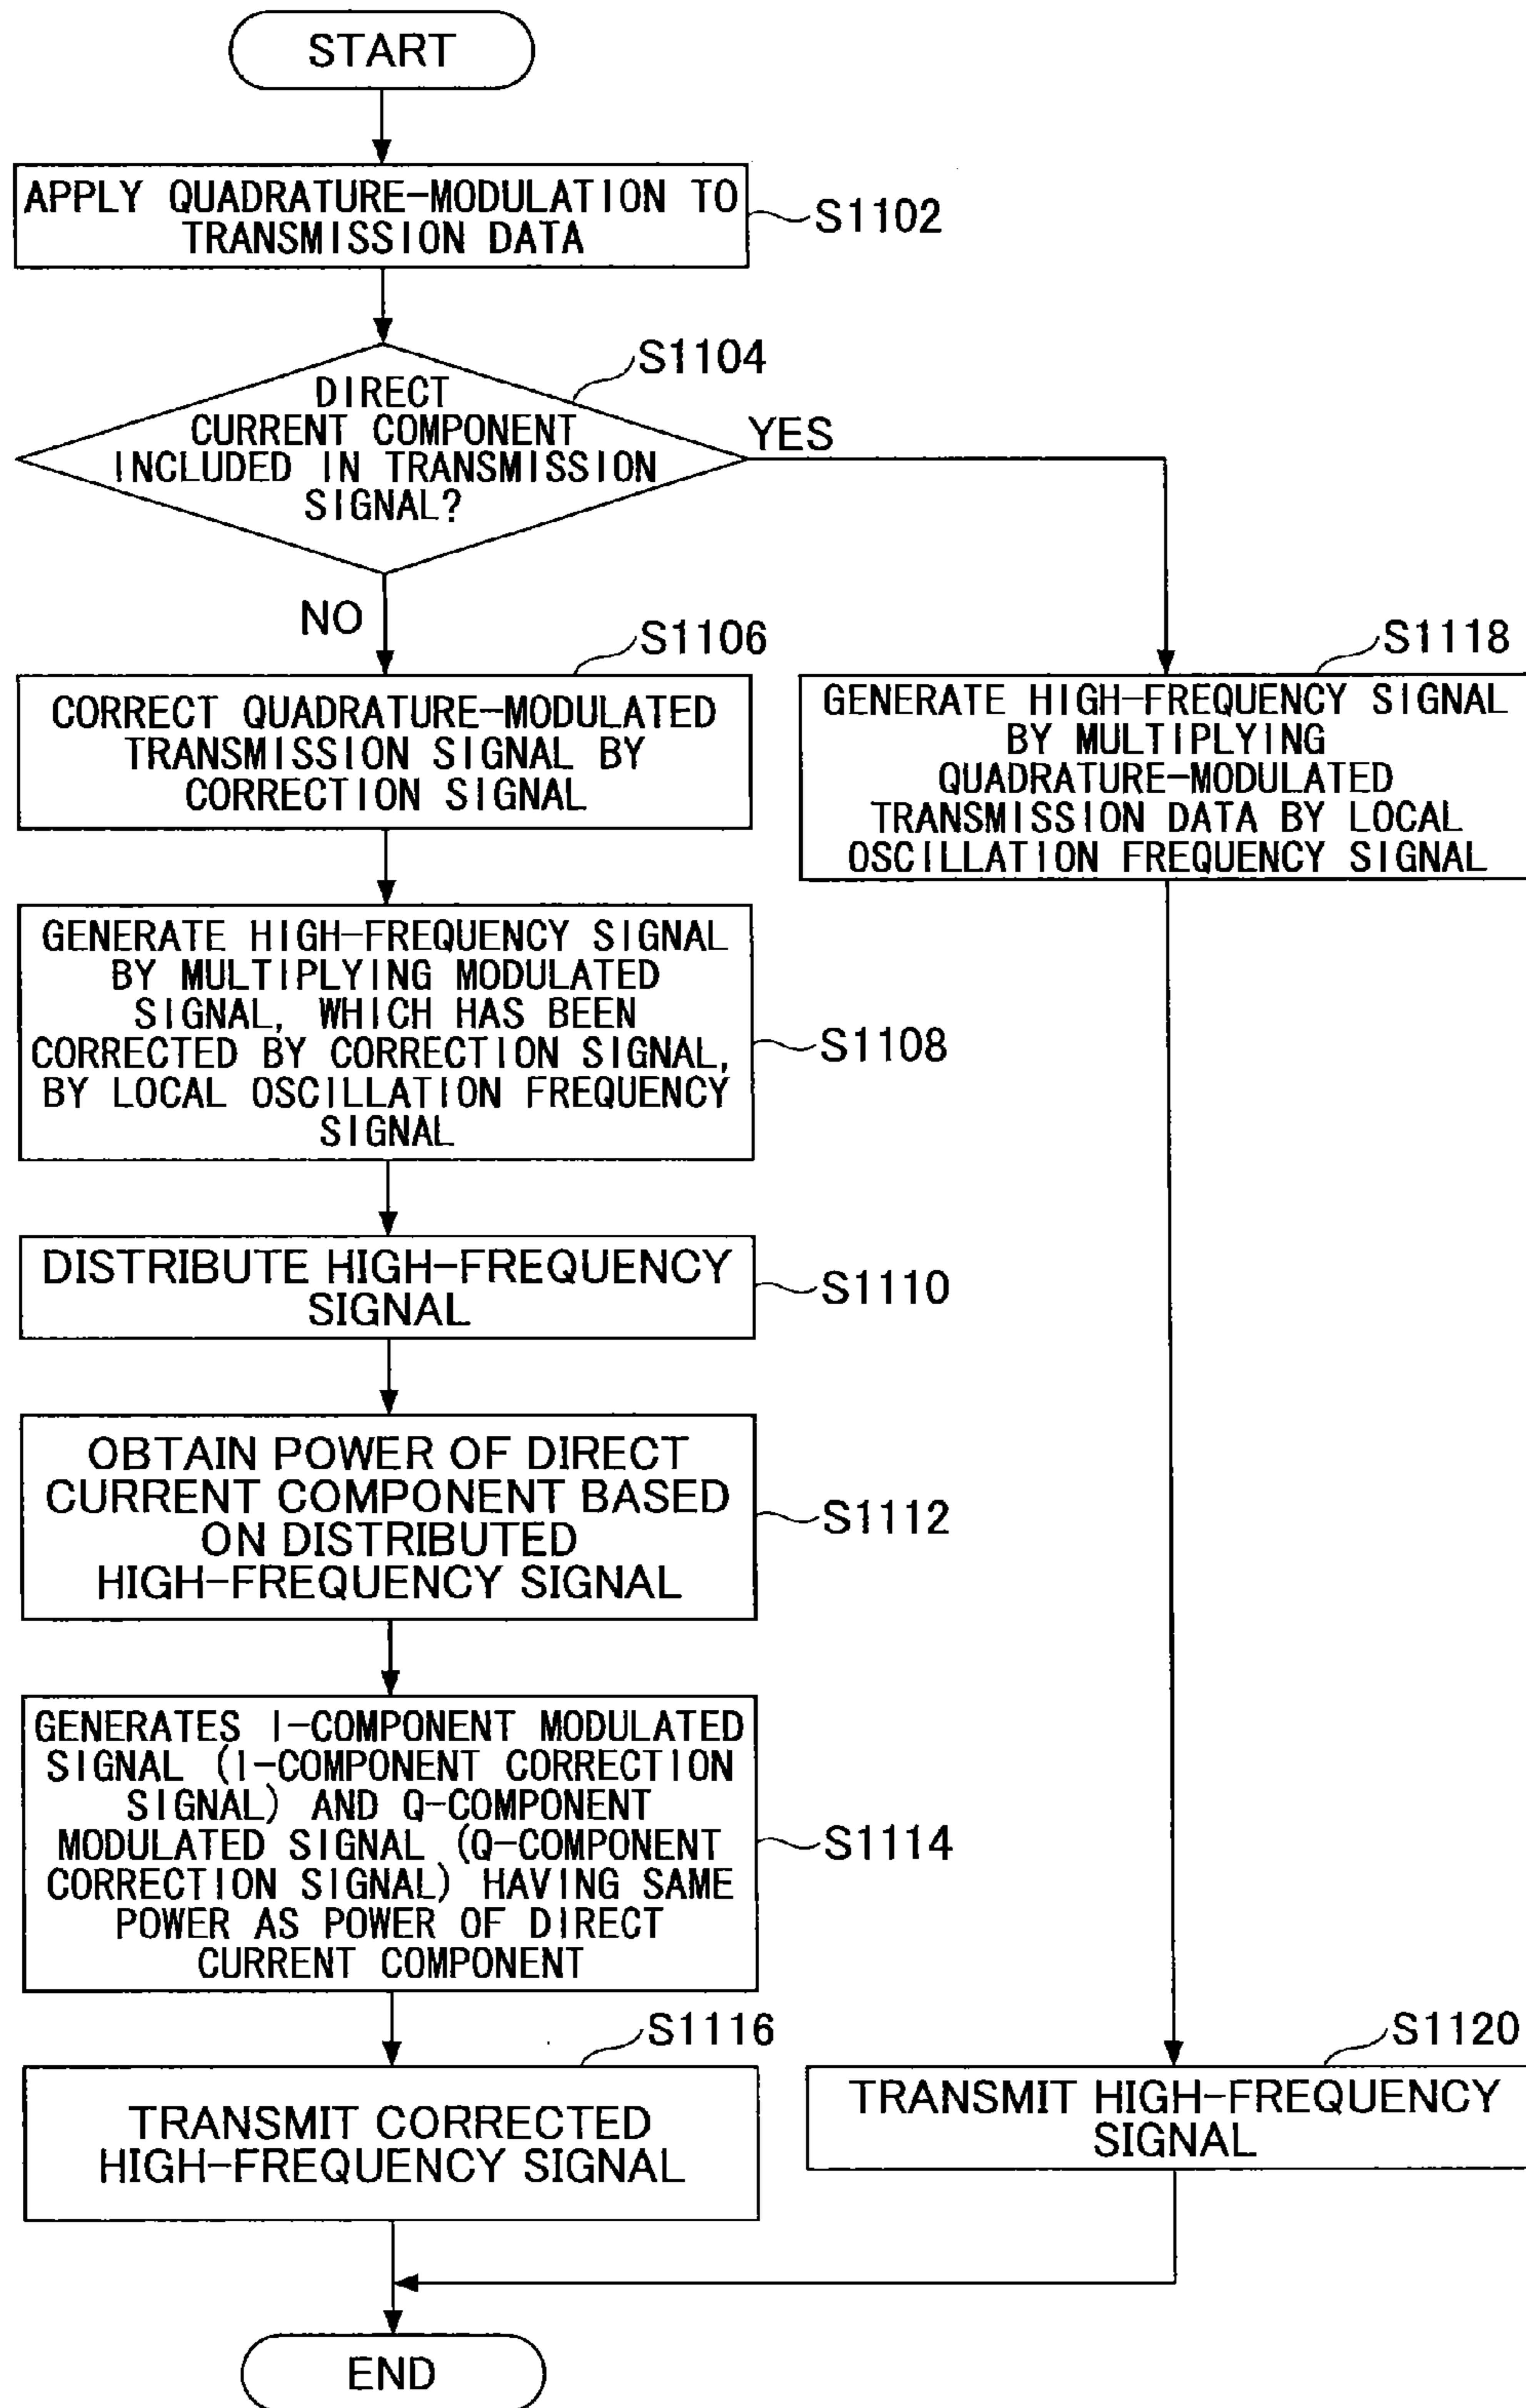 START
APPLY QUADRATURE-MODULATION TO
TRANSMISSION DATA
S1102
S1104
DIRECT
CURRENT COMPONENT
INCLUDED IN TRANSMISSION
SIGNAL?
YES
NO
S1106
CORRECT QUADRATURE-MODULATED
TRANSMISSION SIGNAL BY
CORRECTION SIGNAL
S1118
GENERATE HIGH-FREQUENCY SIGNAL
BY MULTIPLYING
QUADRATURE-MODULATED
TRANSMISSION DATA BY LOCAL
OSCILLATION FREQUENCY SIGNAL
GENERATE HIGH-FREQUENCY SIGNAL
BY MULTIPLYING MODULATED
SIGNAL, WHICH HAS BEEN
CORRECTED BY CORRECTION SIGNAL,
BY LOCAL OSCILLATION FREQUENCY
SIGNAL
S1108
DISTRIBUTE HIGH-FREQUENCY
SIGNAL
S1110
OBTAIN POWER OF DIRECT
CURRENT COMPONENT BASED
ON DISTRIBUTED
HIGH-FREQUENCY SIGNAL
S1112
GENERATES I-COMPONENT MODULATED
SIGNAL (I-COMPONENT CORRECTION
SIGNAL) AND Q-COMPONENT
MODULATED SIGNAL (Q-COMPONENT
CORRECTION SIGNAL) HAVING SAME
POWER AS POWER OF DIRECT
CURRENT COMPONENT
S1114
S1116
TRANSMIT CORRECTED
HIGH-FREQUENCY SIGNAL
S1120
TRANSMIT HIGH-FREQUENCY
SIGNAL
END